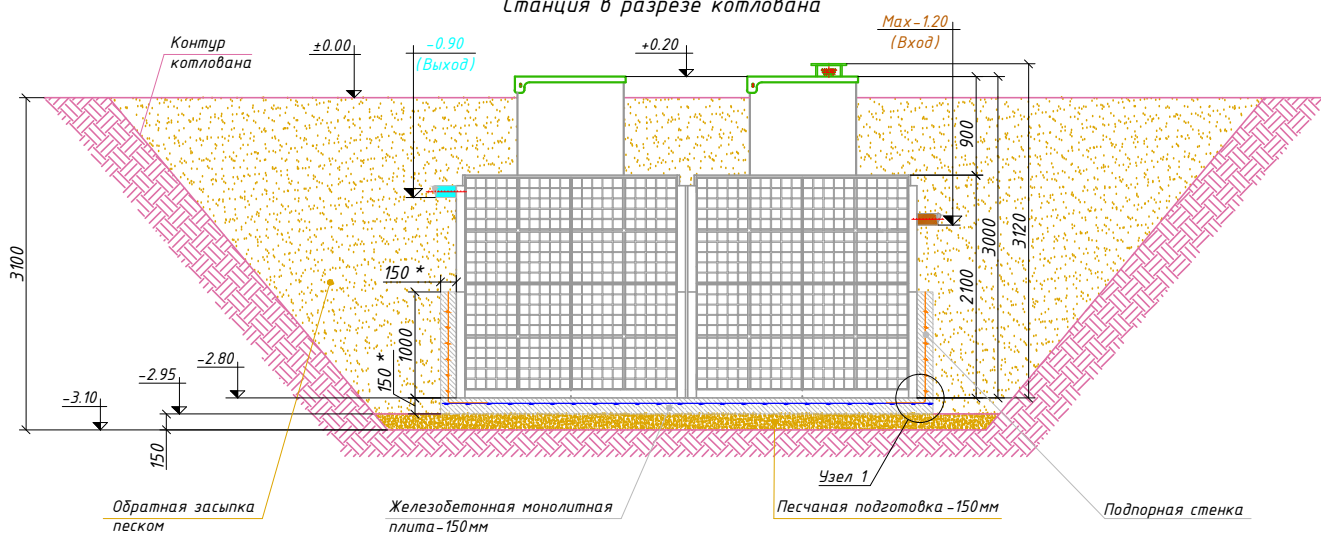 Станция в разрезе котлована
Контур
котлована
±0.00
-0.90
(Выход)
+0.20
Max-1.20
(Вход)
900
3000
3120
2100
3100
150 *
1000
150 *
-2.80
-2.95
-3.10
150
Узел 1
Обратная засыпка
песком
Железобетонная монолитная
плита-150мм
Песчаная подготовка -150мм
Подпорная стенка